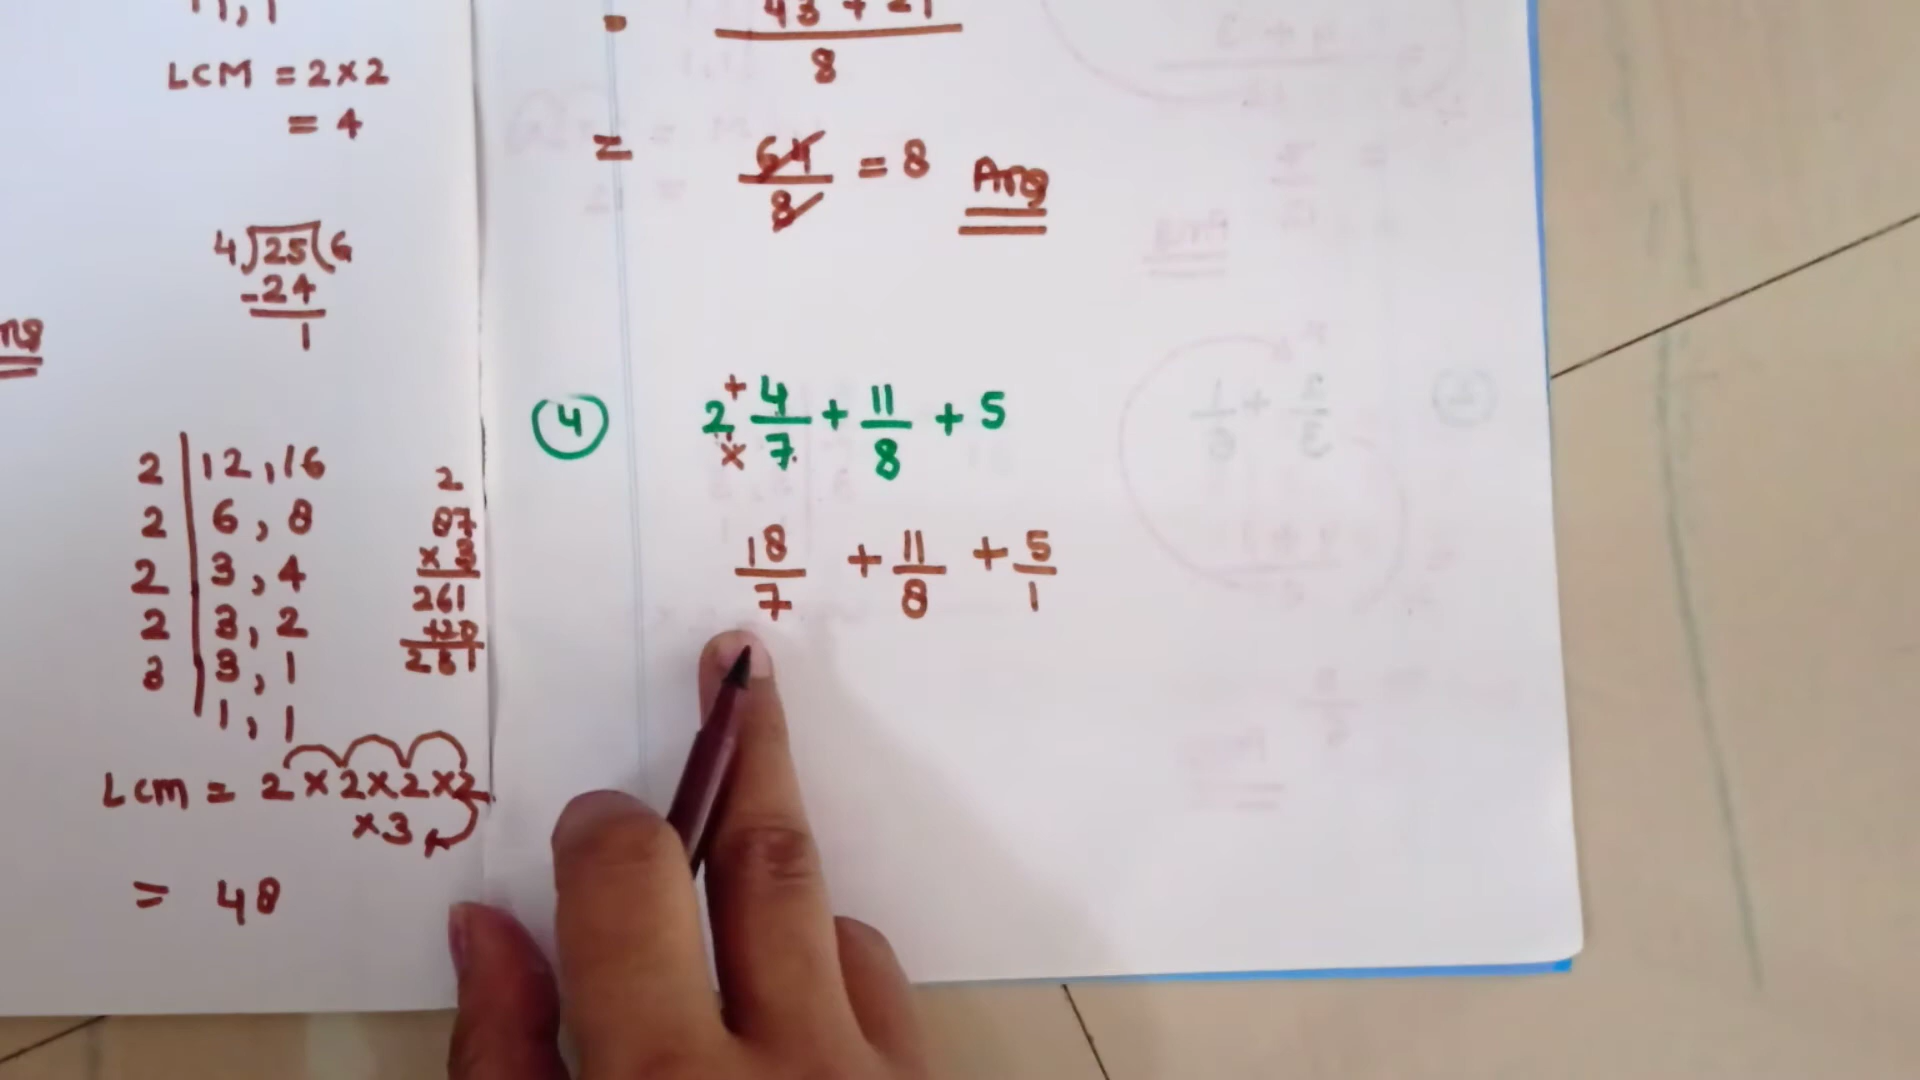 LCM = 2×2
= 4
4)25(6
-24
1
2 | 12, 16
2 | 6, 8
2 | 3, 4
2 | 3, 2
3 | 3, 1
1, 1
2
87
×3
261
+20
281
Lcm = 2×2×2×2
×3
= 48
43 + 21
8
= 64/8 = 8 Ans
4
2 4/7 + 11/8 + 5
18/7 + 11/8 + 5/1